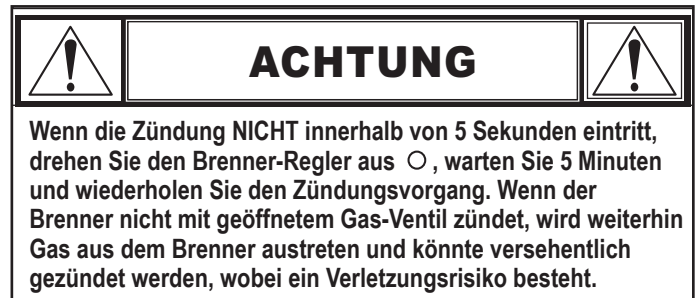 ACHTUNG
Wenn die Zündung NICHT innerhalb von 5 Sekunden eintritt,
drehen Sie den Brenner-Regler aus ○ , warten Sie 5 Minuten
und wiederholen Sie den Zündungsvorgang. Wenn der
Brenner nicht mit geöffnetem Gas-Ventil zündet, wird weiterhin
Gas aus dem Brenner austreten und könnte versehentlich
gezündet werden, wobei ein Verletzungsrisiko besteht.